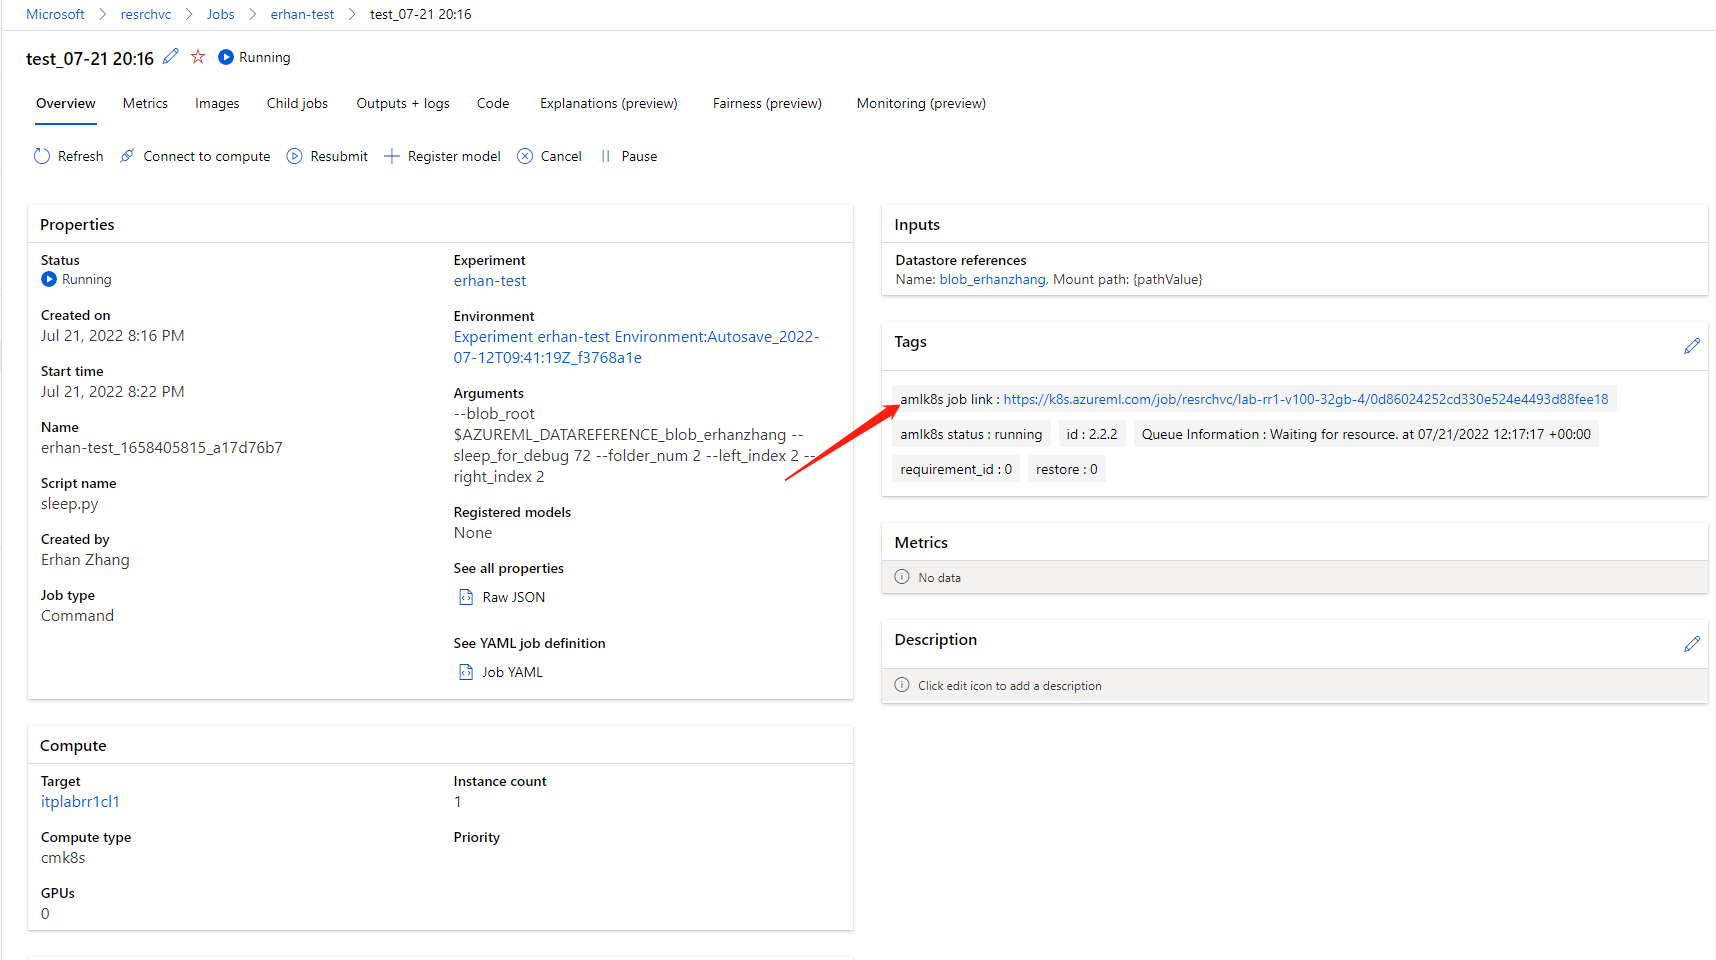 Microsoft > resrchvc > Jobs > erhan-test > test_07-21 20:16
test_07-21 20:16 Running
Overview Metrics Images Child jobs Outputs + logs Code Explanations (preview) Fairness (preview) Monitoring (preview)
Refresh Connect to compute Resubmit Register model Cancel Pause
Properties
Status
Running
Created on
Jul 21, 2022 8:16 PM
Start time
Jul 21, 2022 8:22 PM
Name
erhan-test_1658405815_a17d76b7
Script name
sleep.py
Created by
Erhan Zhang
Job type
Command
Experiment
erhan-test
Environment
Experiment erhan-test Environment:Autosave_2022-
07-12T09:41:19Z_f3768a1e
Arguments
--blob_root
$AZUREML_DATAREFERENCE_blob_erhanzhang --
sleep_for_debug 72 --folder_num 2 --left_index 2 --
right_index 2
Registered models
None
See all properties
Raw JSON
See YAML job definition
Job YAML
Compute
Target
itplabrr1cl1
Compute type
cmk8s
GPUs
0
Instance count
1
Priority
Inputs
Datastore references
Name: blob_erhanzhang, Mount path: {pathValue}
Tags
amlk8s job link : https://k8s.azureml.com/job/resrchvc/lab-rr1-v100-32gb-4/0d86024252cd330e524e4493d88fee18
amlk8s status : running id : 2.2.2 Queue Information : Waiting for resource. at 07/21/2022 12:17:17 +00:00
requirement_id : 0 restore : 0
Metrics
No data
Description
Click edit icon to add a description